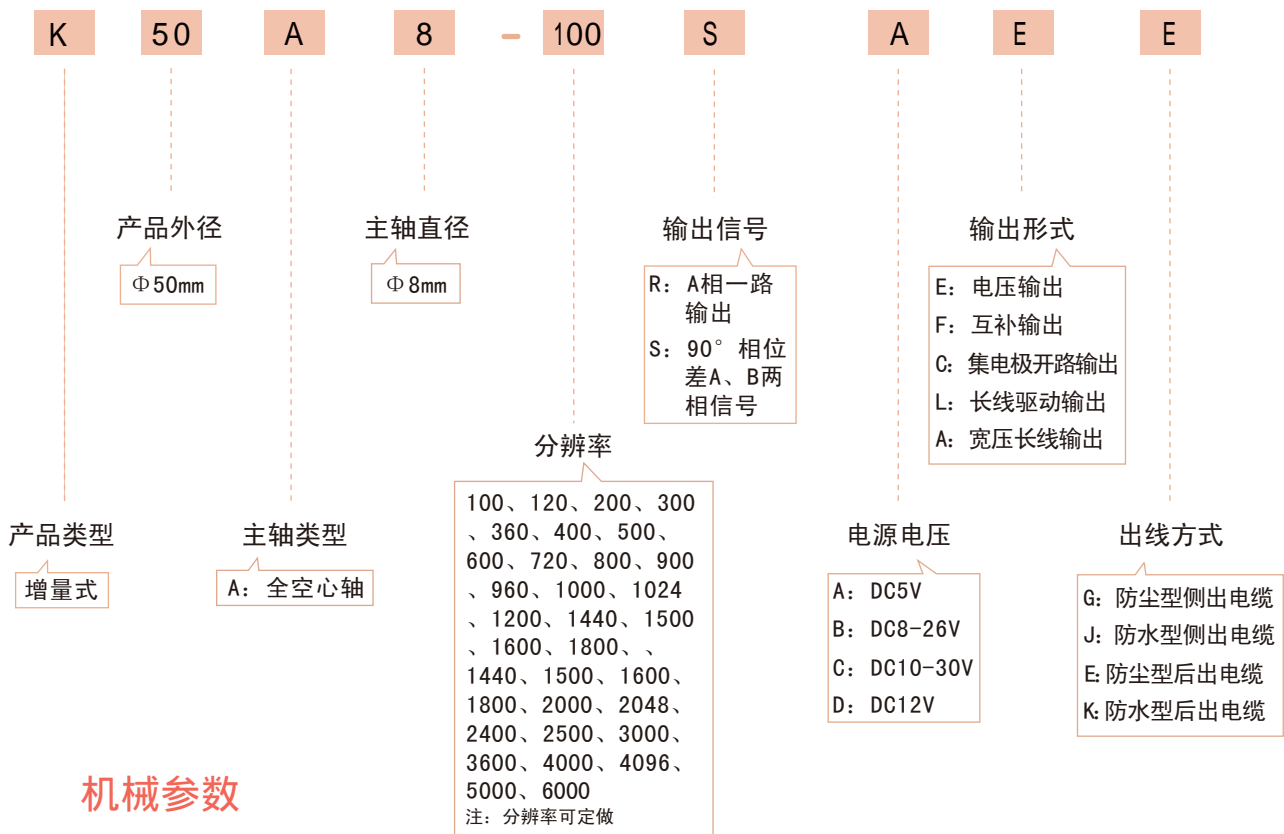 K 50 A 8 - 100 S A E E
产品外径
Φ50mm
主轴直径
Φ8mm
输出信号
R：A相一路
输出
S：90°相位
差A、B两
相信号
输出形式
E：电压输出
F：互补输出
C：集电极开路输出
L：长线驱动输出
A：宽压长线输出
分辨率
100、120、200、300
、360、400、500、
600、720、800、900
、960、1000、1024
、1200、1440、1500
、1600、1800、、
1440、1500、1600、
1800、2000、2048、
2400、2500、3000、
3600、4000、4096、
5000、6000
注：分辨率可定做
产品类型
增量式
主轴类型
A：全空心轴
电源电压
A：DC5V
B：DC8-26V
C：DC10-30V
D：DC12V
出线方式
G：防尘型侧出电缆
J：防水型侧出电缆
E:防尘型后出电缆
K:防水型后出电缆
机械参数